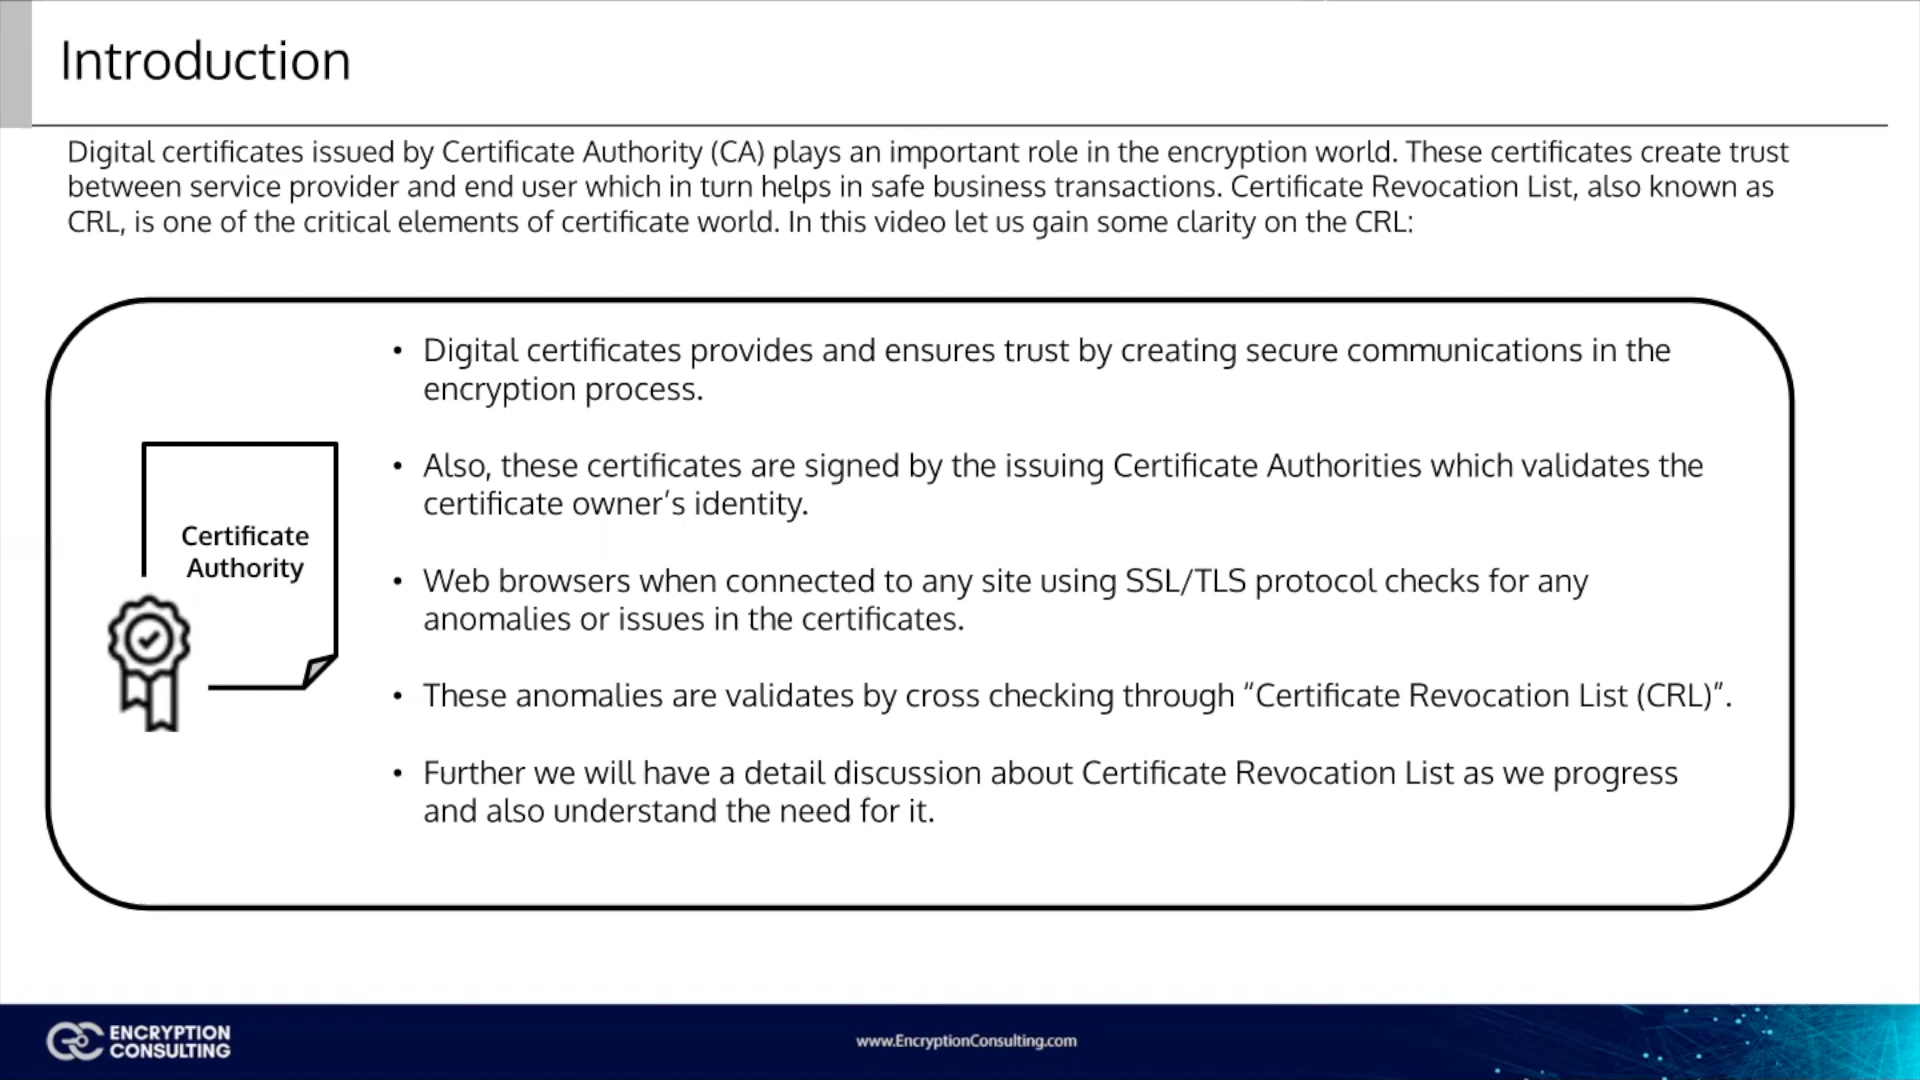 Introduction
Digital certificates issued by Certificate Authority (CA) plays an important role in the encryption world. These certificates create trust
between service provider and end user which in turn helps in safe business transactions. Certificate Revocation List, also known as
CRL, is one of the critical elements of certificate world. In this video let us gain some clarity on the CRL:
Certificate
Authority
• Digital certificates provides and ensures trust by creating secure communications in the
encryption process.
• Also, these certificates are signed by the issuing Certificate Authorities which validates the
certificate owner’s identity.
• Web browsers when connected to any site using SSL/TLS protocol checks for any
anomalies or issues in the certificates.
• These anomalies are validates by cross checking through “Certificate Revocation List (CRL)”.
• Further we will have a detail discussion about Certificate Revocation List as we progress
and also understand the need for it.
ENCRYPTION
CONSULTING
www.EncryptionConsulting.com